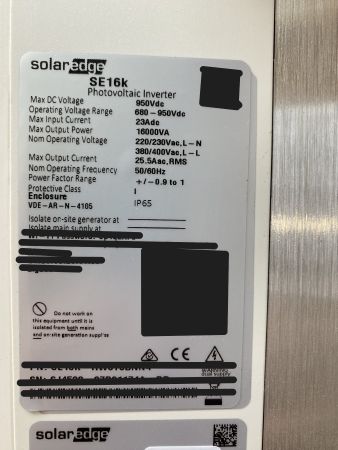 solaredge
SE16k
Photovoltaic Inverter
Max DC Voltage 950Vdc
Operating Voltage Range 680-950Vdc
Max Input Current 23Adc
Max Output Power 16000VA
Nom Operating Voltage 220/230Vac, L-N
380/400Vac, L-L
Max Output Current 25.5Aac, RMS
Nom Operating Frequency 50/60Hz
Power Factor Range +/-0.9 to 1
Protective Class I
Enclosure IP65
VDE-AR-N-4105
Isolate on-site generator at
Isolate main supply at
Do not work on
this equipment until it is
isolated from both mains
and on-site generation supplies
CE
WARNING
dual supply
solaredge